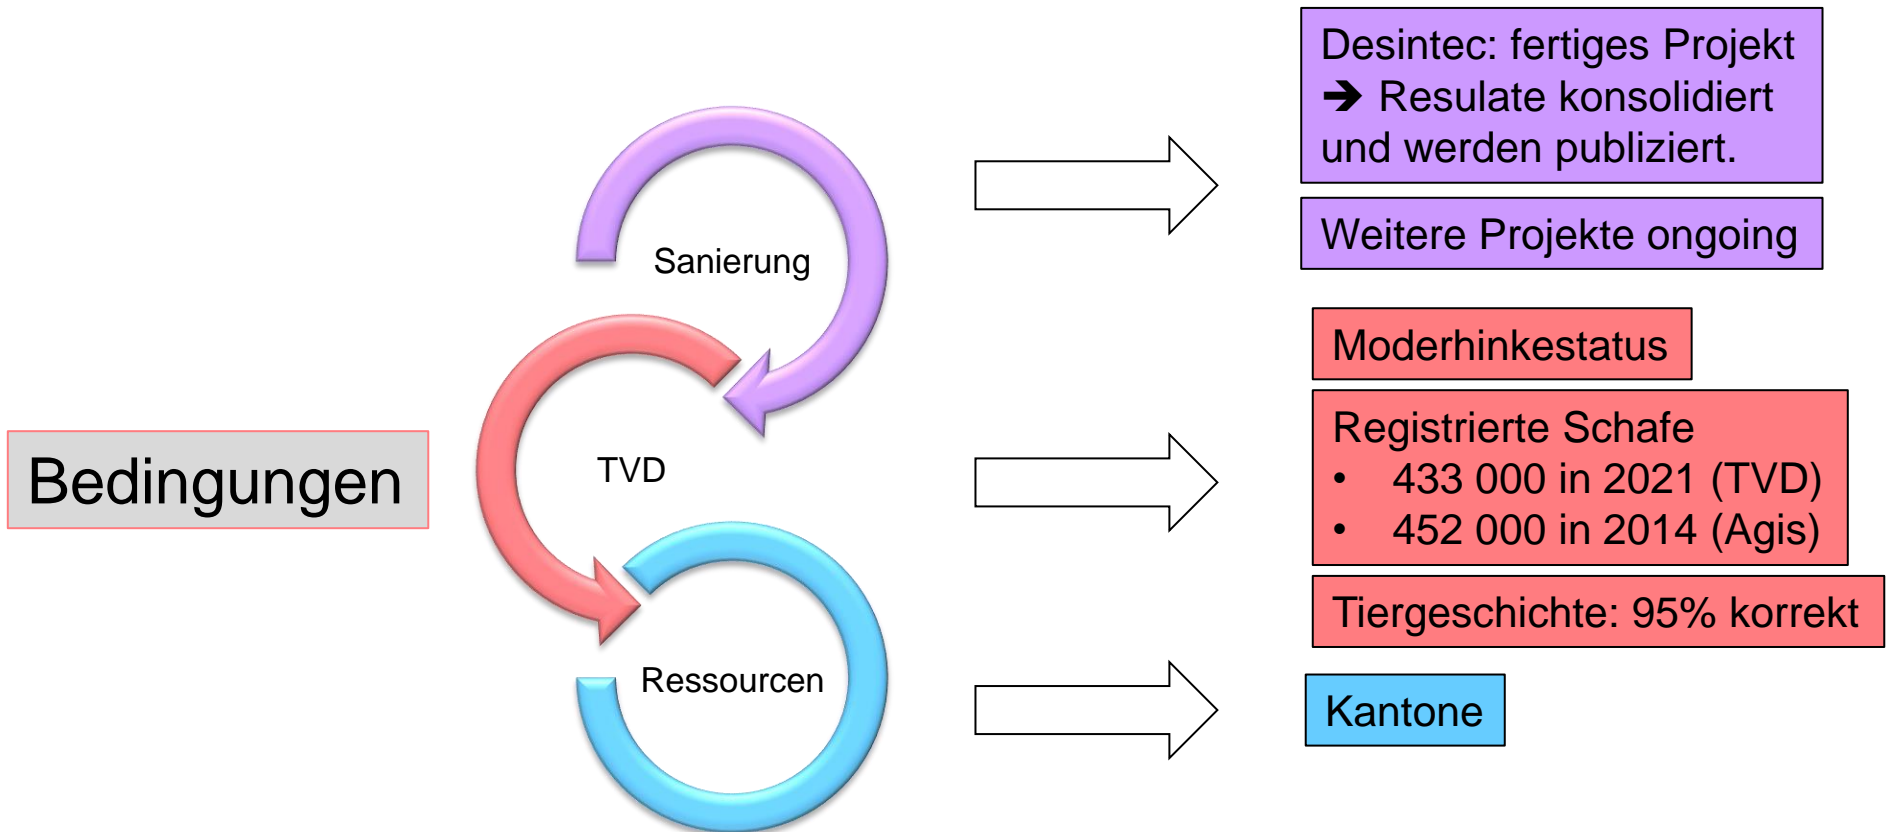 Bedingungen
Sanierung
Desintec: fertiges Projekt
➔ Resulate konsolidiert
und werden publiziert.
Weitere Projekte ongoing
TVD
Moderhinkestatus
Registrierte Schafe
• 433 000 in 2021 (TVD)
• 452 000 in 2014 (Agis)
Tiergeschichte: 95% korrekt
Ressourcen
Kantone